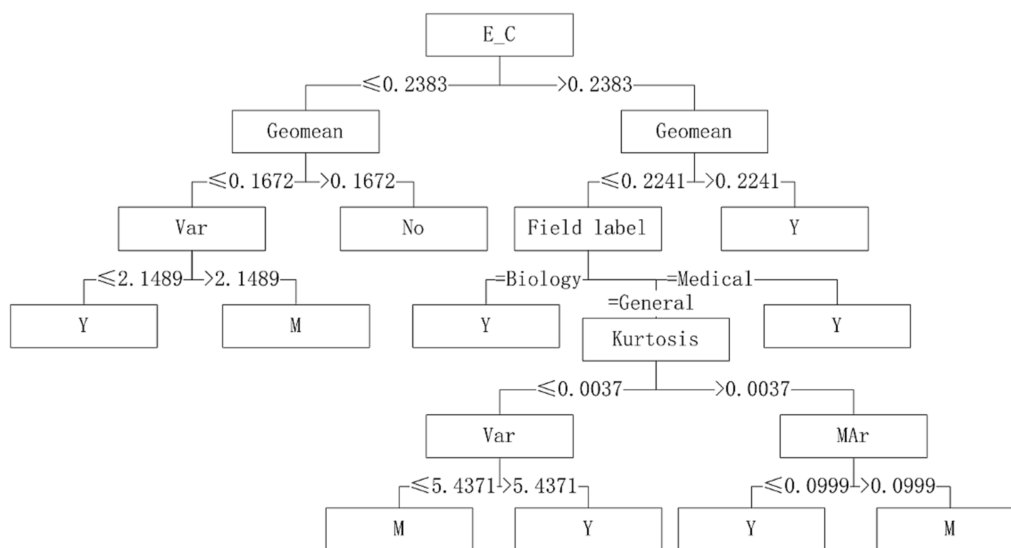 E_C
≤0.2383 >0.2383
Geomean Geomean
≤0.1672 >0.1672 ≤0.2241 >0.2241
Var No Field label Y
≤2.1489 >2.1489 =Biology =Medical
=General
Y M Y Y
Kurtosis
≤0.0037 >0.0037
Var MAr
≤5.4371 >5.4371 ≤0.0999 >0.0999
M Y Y M